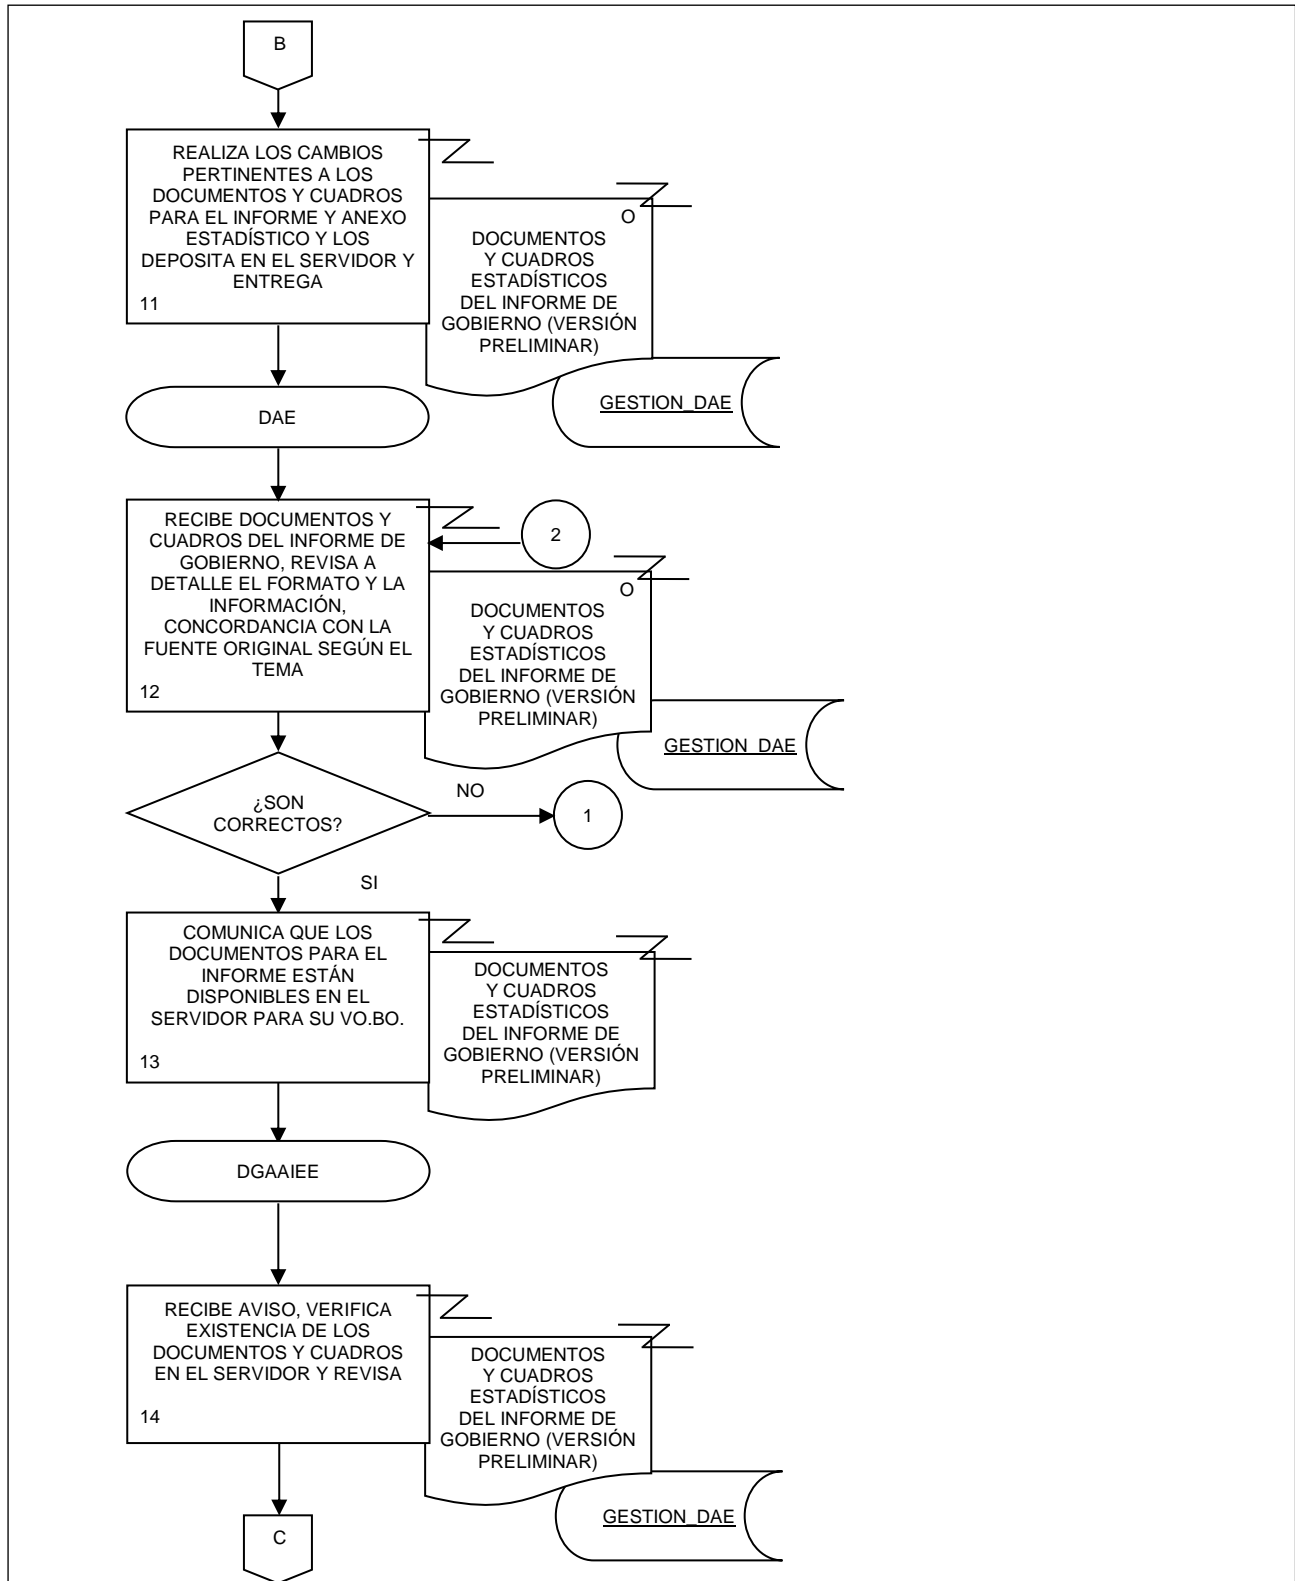 B
REALIZA LOS CAMBIOS
PERTINENTES A LOS
DOCUMENTOS Y CUADROS
PARA EL INFORME Y ANEXO
ESTADÍSTICO Y LOS
DEPOSITA EN EL SERVIDOR Y
ENTREGA
11
O
DOCUMENTOS
Y CUADROS
ESTADÍSTICOS
DEL INFORME DE
GOBIERNO (VERSIÓN
PRELIMINAR)
GESTION_DAE
DAE
RECIBE DOCUMENTOS Y
CUADROS DEL INFORME DE
GOBIERNO, REVISA A
DETALLE EL FORMATO Y LA
INFORMACIÓN,
CONCORDANCIA CON LA
FUENTE ORIGINAL SEGÚN EL
TEMA
12
2
O
DOCUMENTOS
Y CUADROS
ESTADÍSTICOS
DEL INFORME DE
GOBIERNO (VERSIÓN
PRELIMINAR)
GESTION_DAE
¿SON
CORRECTOS?
NO
1
SI
COMUNICA QUE LOS
DOCUMENTOS PARA EL
INFORME ESTÁN
DISPONIBLES EN EL
SERVIDOR PARA SU VO.BO.
13
DOCUMENTOS
Y CUADROS
ESTADÍSTICOS
DEL INFORME DE
GOBIERNO (VERSIÓN
PRELIMINAR)
DGAAIEE
RECIBE AVISO, VERIFICA
EXISTENCIA DE LOS
DOCUMENTOS Y CUADROS
EN EL SERVIDOR Y REVISA
14
DOCUMENTOS
Y CUADROS
ESTADÍSTICOS
DEL INFORME DE
GOBIERNO (VERSIÓN
PRELIMINAR)
GESTION_DAE
C